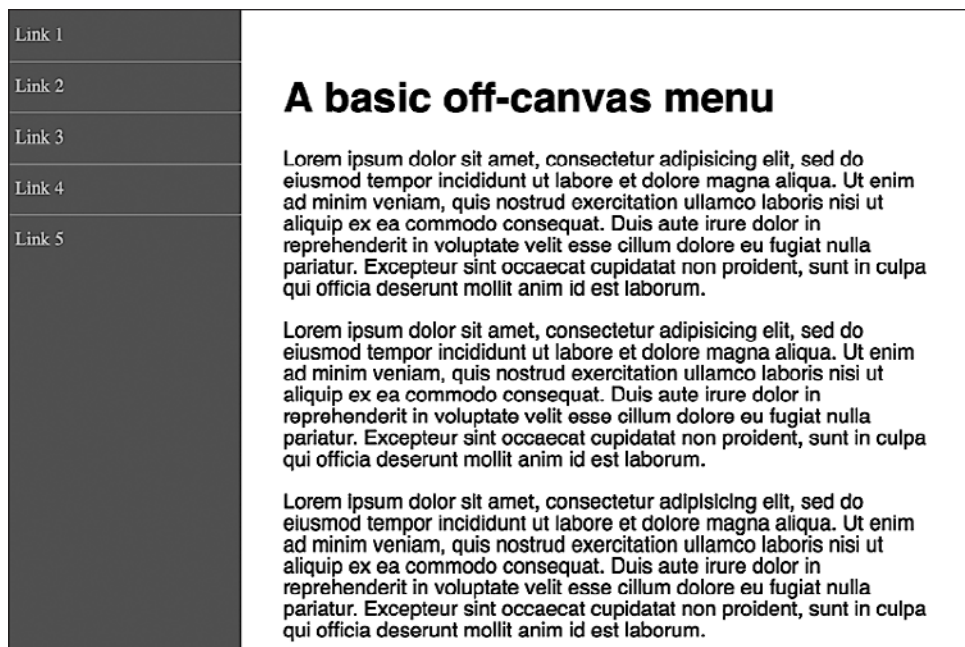 Link 1
Link 2
Link 3
Link 4
Link 5
A basic off-canvas menu
Lorem ipsum dolor sit amet, consectetur adipisicing elit, sed do
eiusmod tempor incididunt ut labore et dolore magna aliqua. Ut enim
ad minim veniam, quis nostrud exercitation ullamco laboris nisi ut
aliquip ex ea commodo consequat. Duis aute irure dolor in
reprehenderit in voluptate velit esse cillum dolore eu fugiat nulla
pariatur. Excepteur sint occaecat cupidatat non proident, sunt in culpa
qui officia deserunt mollit anim id est laborum.
Lorem ipsum dolor sit amet, consectetur adipisicing elit, sed do
eiusmod tempor incididunt ut labore et dolore magna aliqua. Ut enim
ad minim veniam, quis nostrud exercitation ullamco laboris nisi ut
aliquip ex ea commodo consequat. Duis aute irure dolor in
reprehenderit in voluptate velit esse cillum dolore eu fugiat nulla
pariatur. Excepteur sint occaecat cupidatat non proident, sunt in culpa
qui officia deserunt mollit anim id est laborum.
Lorem ipsum dolor sit amet, consectetur adipisicing elit, sed do
eiusmod tempor incididunt ut labore et dolore magna aliqua. Ut enim
ad minim veniam, quis nostrud exercitation ullamco laboris nisi ut
aliquip ex ea commodo consequat. Duis aute irure dolor in
reprehenderit in voluptate velit esse cillum dolore eu fugiat nulla
pariatur. Excepteur sint occaecat cupidatat non proident, sunt in culpa
qui officia deserunt mollit anim id est laborum.